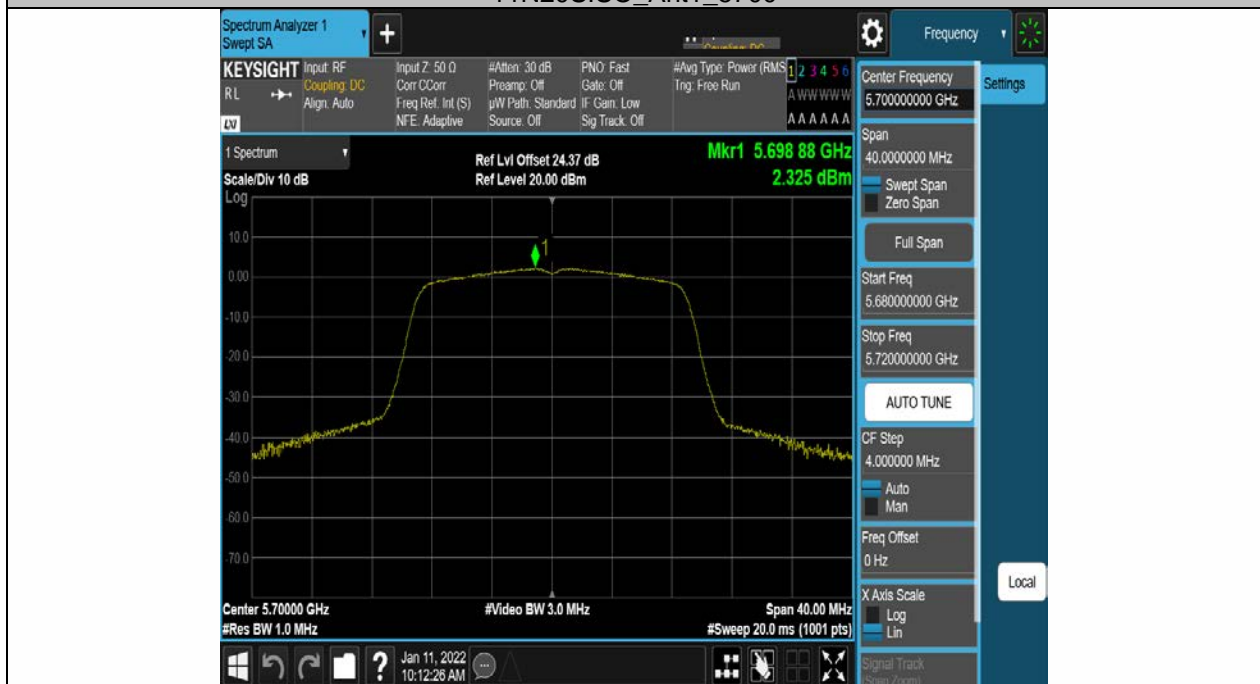 Spectrum Analyzer 1
Swept SA
+
Frequency
KEYSIGHT
R L
LXI
Input: RF
Coupling: DC
Align: Auto
Input Z: 50 Ω
Corr CCorr
Freq Ref: Int (S)
NFE: Adaptive
#Atten: 30 dB
Preamp: Off
µW Path: Standard
Source: Off
PNO: Fast
Gate: Off
IF Gain: Low
Sig Track: Off
#Avg Type: Power (RMS
Trig: Free Run
1 2 3 4 5 6
A W W W W W
A A A A A A
1 Spectrum
Scale/Div 10 dB
Log
Ref Lvl Offset 24.37 dB
Ref Level 20.00 dBm
Mkr1 5.698 88 GHz
2.325 dBm
1
10.0
0.00
-10.0
-20.0
-30.0
-40.0
-50.0
-60.0
-70.0
Center 5.70000 GHz
#Res BW 1.0 MHz
#Video BW 3.0 MHz
Span 40.00 MHz
#Sweep 20.0 ms (1001 pts)
Center Frequency
5.700000000 GHz
Settings
Span
40.0000000 MHz
Swept Span
Zero Span
Full Span
Start Freq
5.680000000 GHz
Stop Freq
5.720000000 GHz
AUTO TUNE
CF Step
4.000000 MHz
Auto
Man
Freq Offset
0 Hz
X Axis Scale
Log
Lin
Local
Signal Track
(Span Zoom)
?
Jan 11, 2022
10:12:26 AM